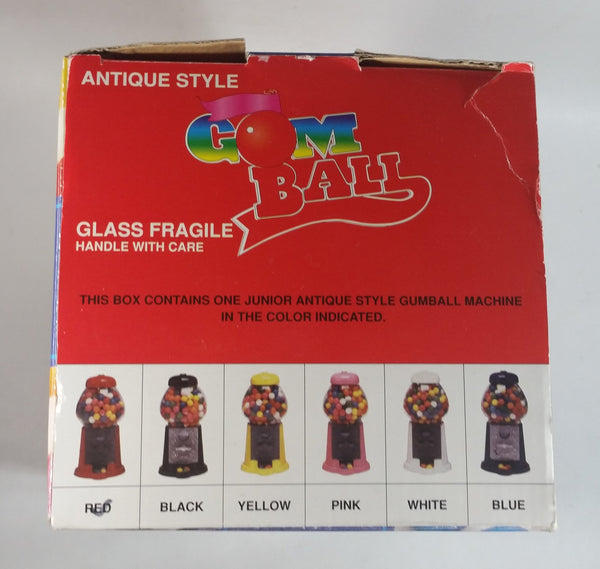 ANTIQUE STYLE
GOM
BALL
GLASS FRAGILE
HANDLE WITH CARE
THIS BOX CONTAINS ONE JUNIOR ANTIQUE STYLE GUMBALL MACHINE
IN THE COLOR INDICATED.
RED BLACK YELLOW PINK WHITE BLUE